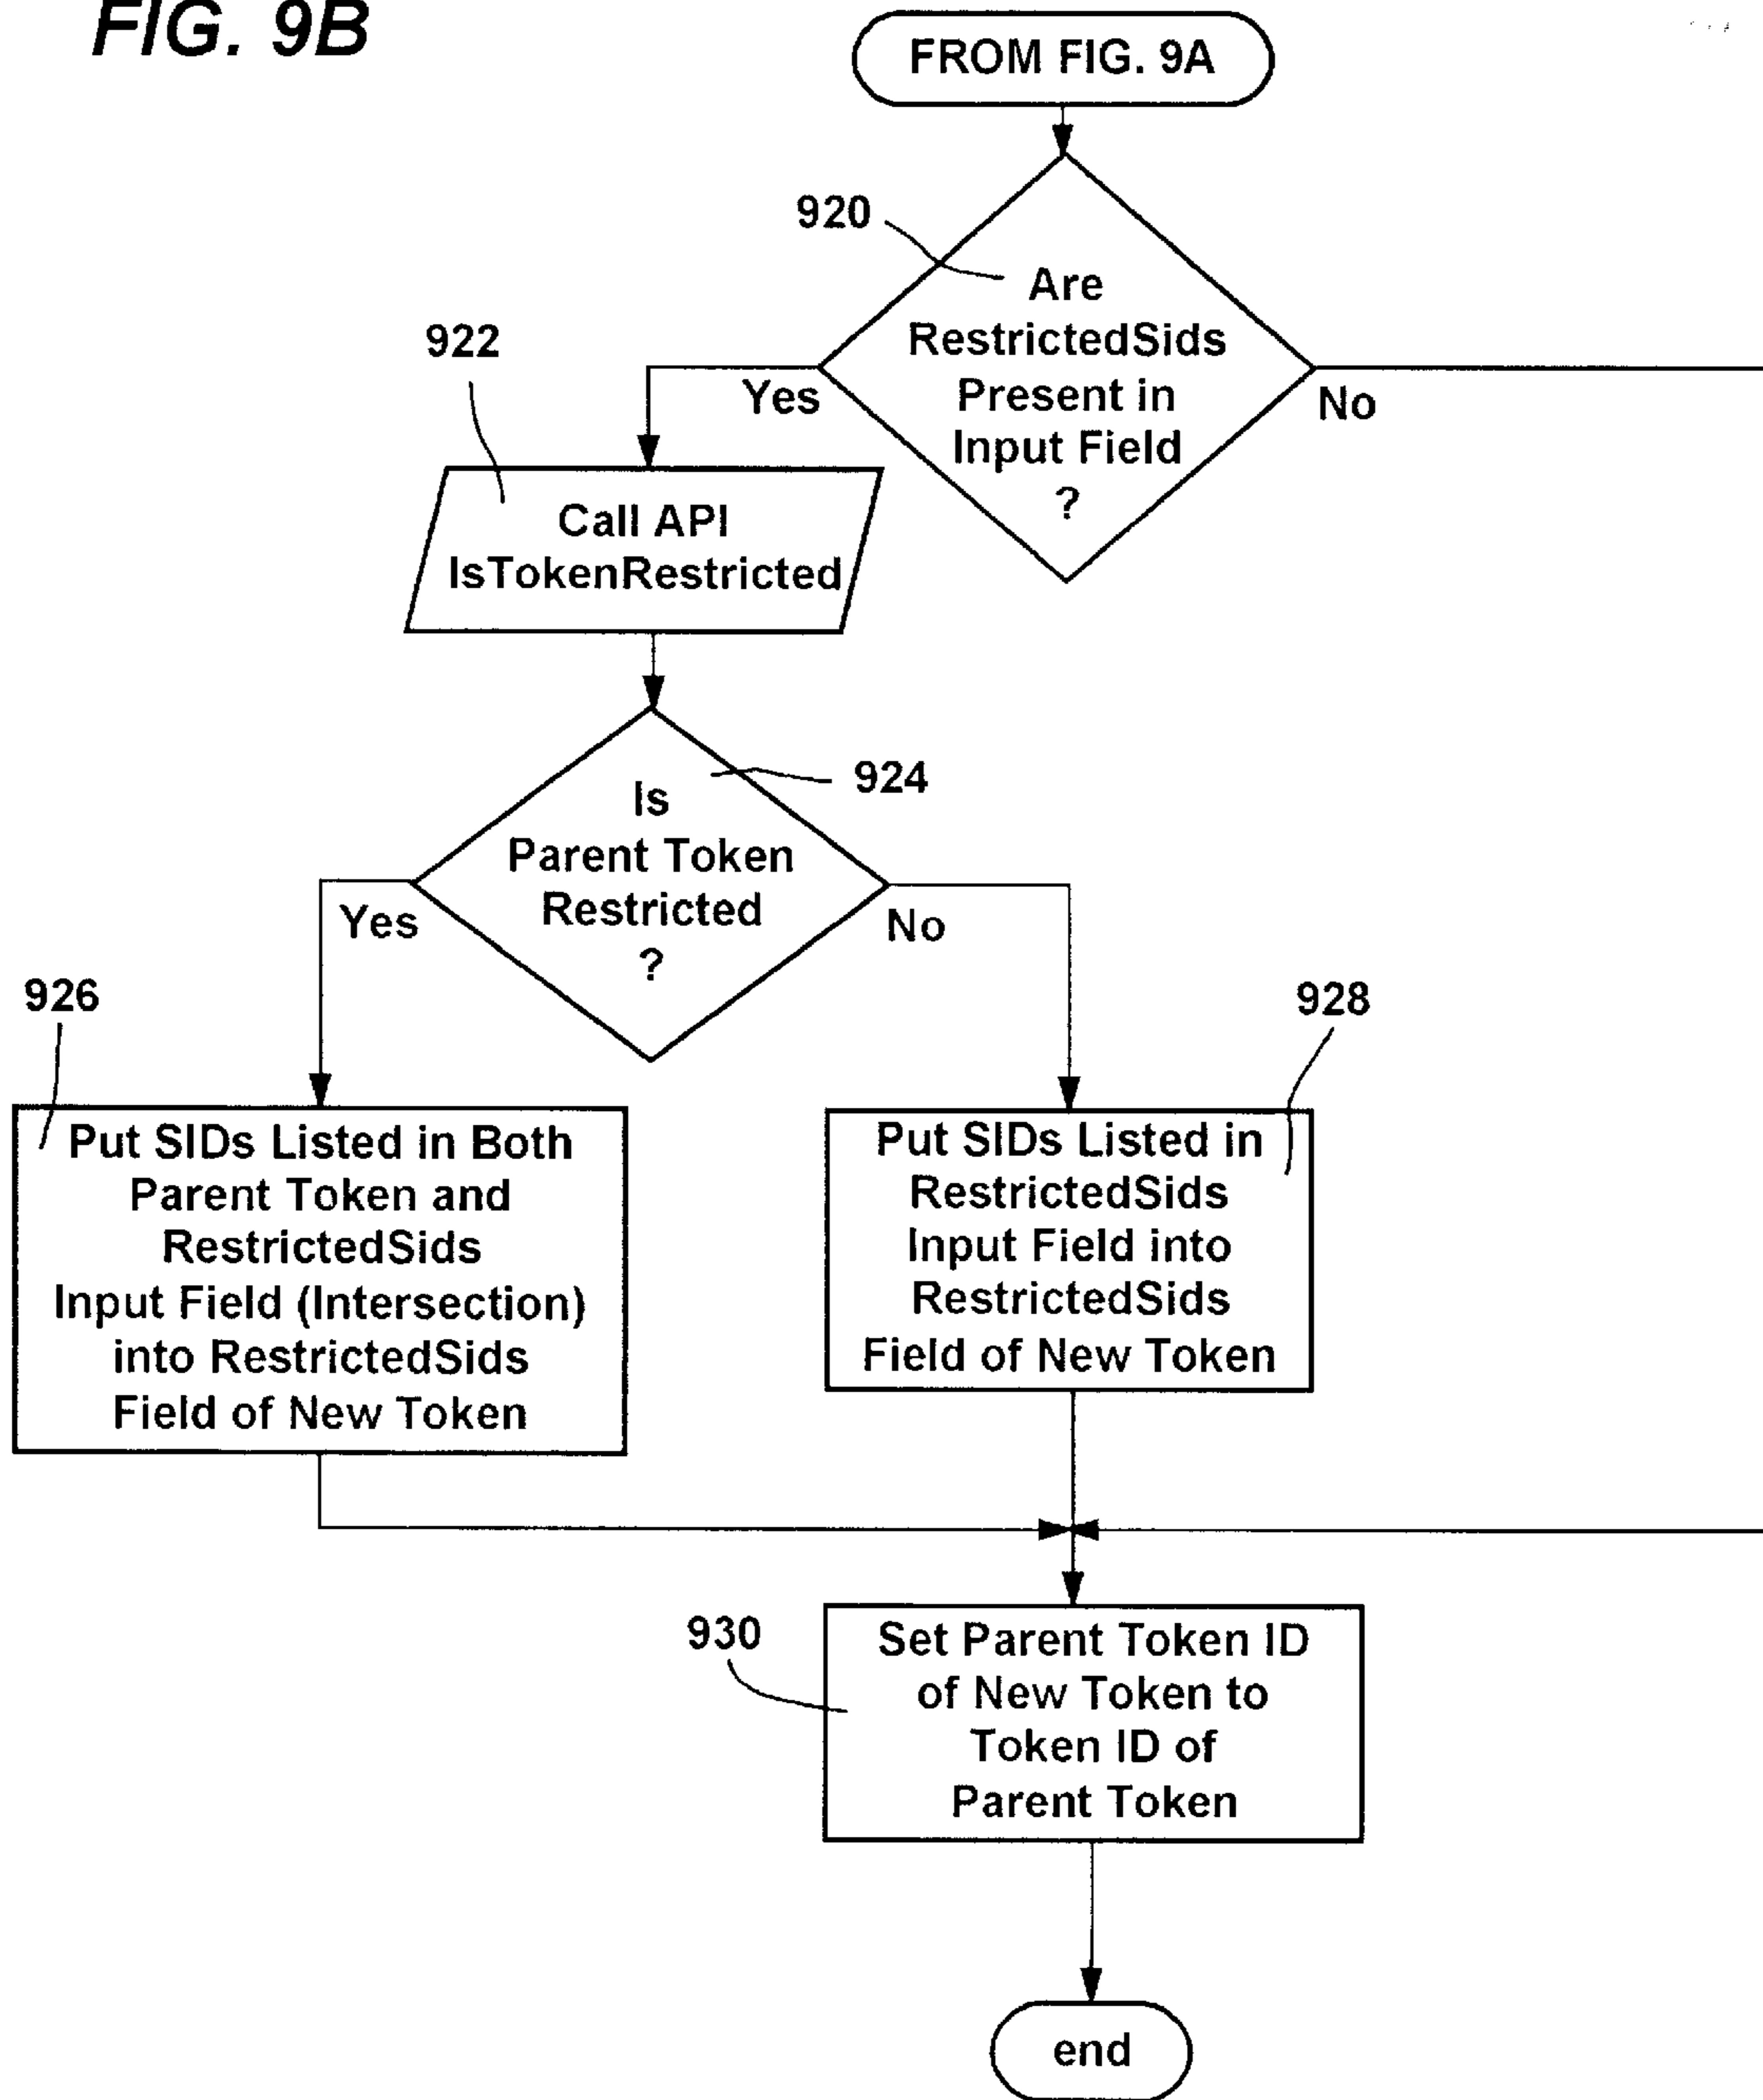 FIG. 9B
FROM FIG. 9A
920
Are
RestrictedSids
Present in
Input Field
?
Yes
No
922
Call API
IsTokenRestricted
924
Is
Parent Token
Restricted
?
Yes
No
926
Put SIDs Listed in Both
Parent Token and
RestrictedSids
Input Field (Intersection)
into RestrictedSids
Field of New Token
928
Put SIDs Listed in
RestrictedSids
Input Field into
RestrictedSids
Field of New Token
930
Set Parent Token ID
of New Token to
Token ID of
Parent Token
end